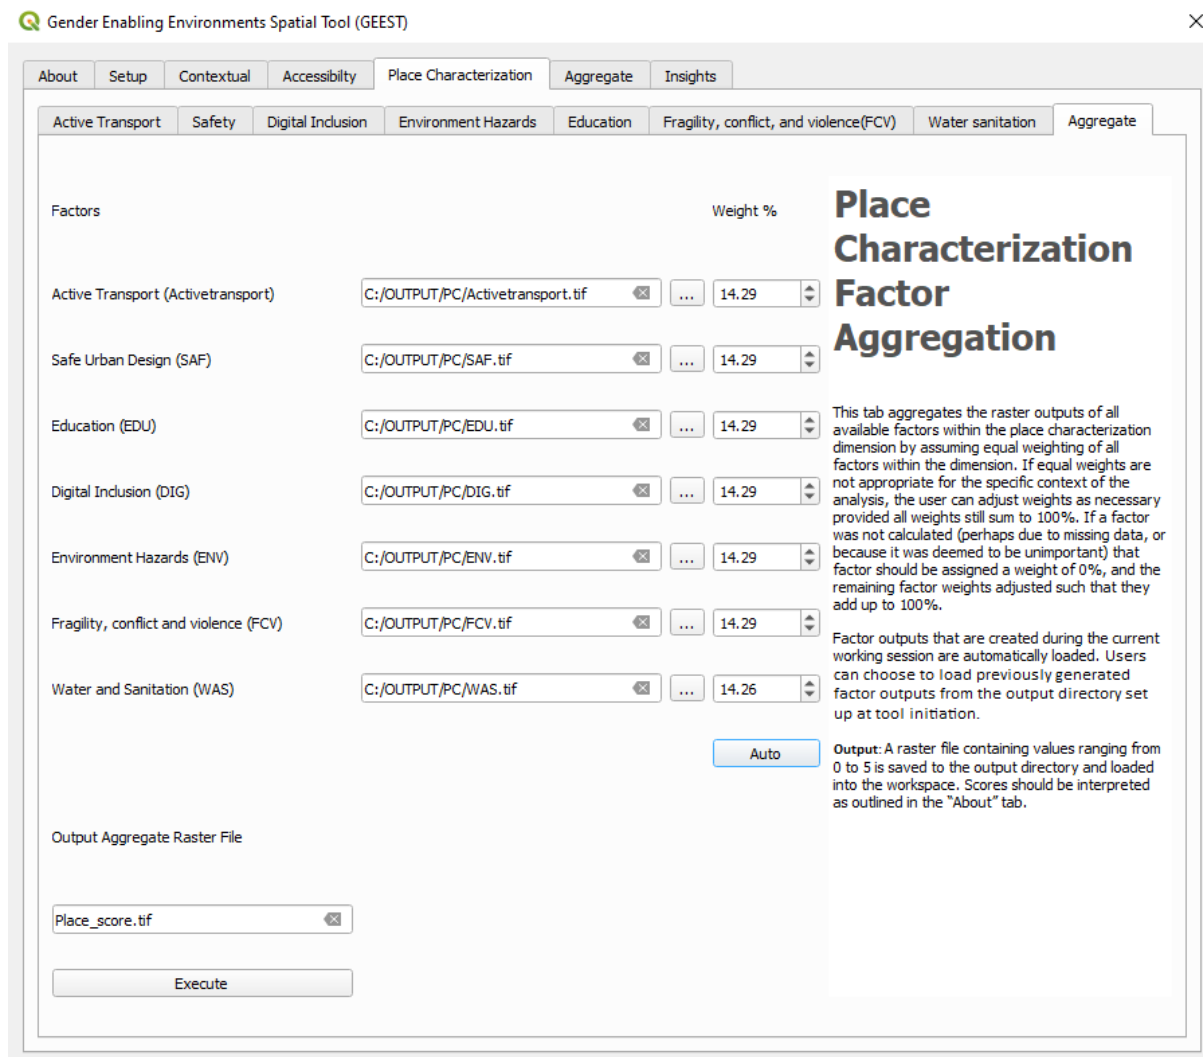 Gender Enabling Environments Spatial Tool (GEEST)
About Setup Contextual Accessibilty Place Characterization Aggregate Insights
Active Transport Safety Digital Inclusion Environment Hazards Education Fragility, conflict, and violence(FCV) Water sanitation Aggregate
Factors Weight %
Active Transport (Activetransport) C:/OUTPUT/PC/Activetransport.tif ... 14.29
Safe Urban Design (SAF) C:/OUTPUT/PC/SAF.tif ... 14.29
Education (EDU) C:/OUTPUT/PC/EDU.tif ... 14.29
Digital Inclusion (DIG) C:/OUTPUT/PC/DIG.tif ... 14.29
Environment Hazards (ENV) C:/OUTPUT/PC/ENV.tif ... 14.29
Fragility, conflict and violence (FCV) C:/OUTPUT/PC/FCV.tif ... 14.29
Water and Sanitation (WAS) C:/OUTPUT/PC/WAS.tif ... 14.26
Auto
Output Aggregate Raster File
Place_score.tif
Execute
Place
Characterization
Factor
Aggregation
This tab aggregates the raster outputs of all
available factors within the place characterization
dimension by assuming equal weighting of all
factors within the dimension. If equal weights are
not appropriate for the specific context of the
analysis, the user can adjust weights as necessary
provided all weights still sum to 100%. If a factor
was not calculated (perhaps due to missing data, or
because it was deemed to be unimportant) that
factor should be assigned a weight of 0%, and the
remaining factor weights adjusted such that they
add up to 100%.
Factor outputs that are created during the current
working session are automatically loaded. Users
can choose to load previously generated
factor outputs from the output directory set
up at tool initiation.
Output: A raster file containing values ranging from
0 to 5 is saved to the output directory and loaded
into the workspace. Scores should be interpreted
as outlined in the “About” tab.